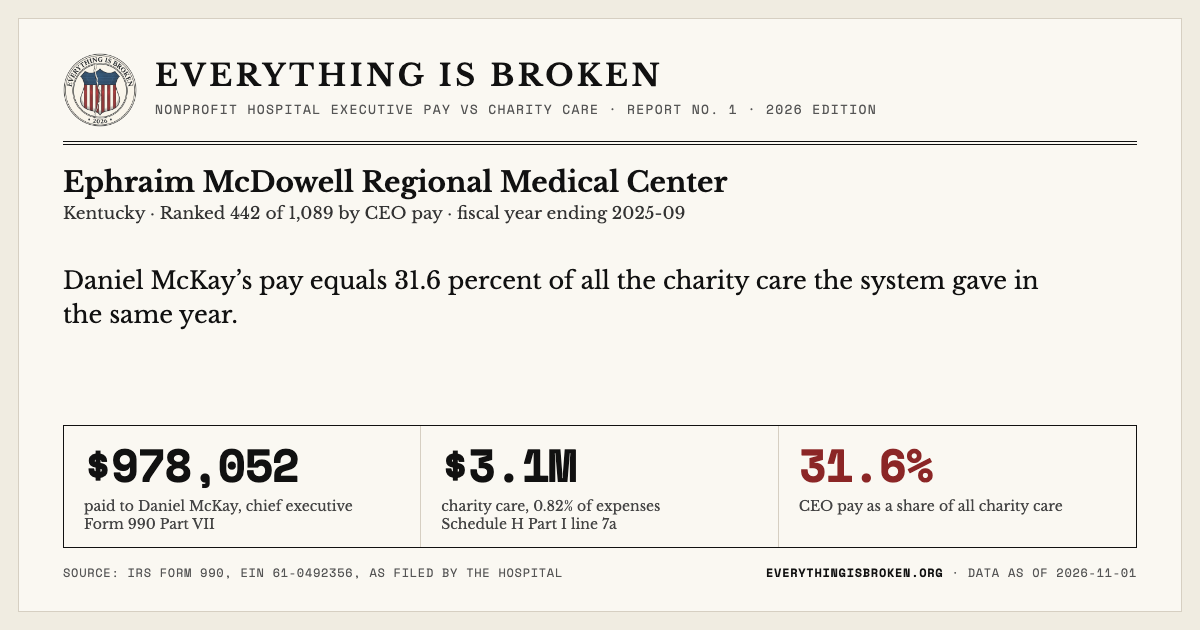 EVERYTHING IS BROKEN
2026
EVERYTHING IS BROKEN
NONPROFIT HOSPITAL EXECUTIVE PAY VS CHARITY CARE · REPORT NO. 1 · 2026 EDITION
Ephraim McDowell Regional Medical Center
Kentucky · Ranked 442 of 1,089 by CEO pay · fiscal year ending 2025-09
Daniel McKay’s pay equals 31.6 percent of all the charity care the system gave in
the same year.
$978,052
paid to Daniel McKay, chief executive
Form 990 Part VII
$3.1M
charity care, 0.82% of expenses
Schedule H Part I line 7a
31.6%
CEO pay as a share of all charity care
SOURCE: IRS FORM 990, EIN 61-0492356, AS FILED BY THE HOSPITAL
EVERYTHINGISBROKEN.ORG · DATA AS OF 2026-11-01